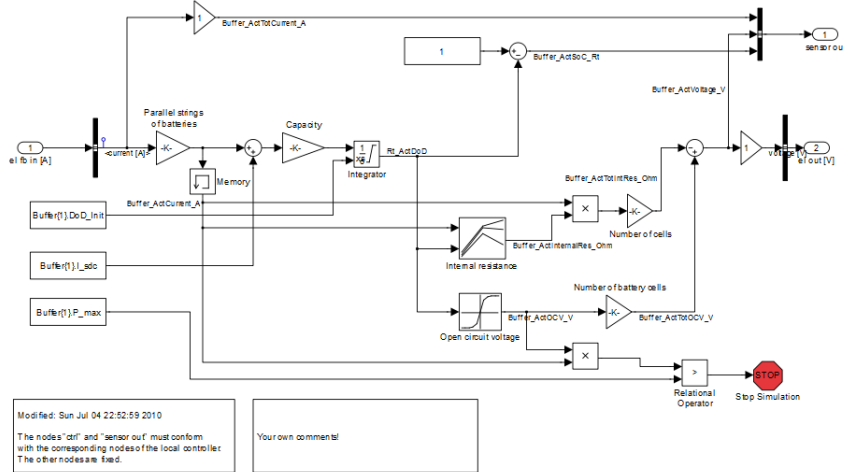 1
Buffer_ActTotCurrent_A
1
sensor ou
1
Buffer_ActSoC_Rt
Buffer_ActVoltage_V
Parallel strings
of batteries
Capacity
1
el fb in [A]
<current [A]>
-K-
-K-
Integrator
Rt_ActDoD
1
voltage [V]
2
el out [V]
Memory
Buffer_ActCurrent_A
Buffer_ActTotIntRes_Ohm
Buffer{1}.DoD_Init
×
-K-
Number of cells
Buffer_ActInternalRes_Ohm
Internal resistance
Buffer{1}.I_sdc
Number of battery cells
Buffer{1}.P_max
Buffer_ActOCV_V
-K-
Buffer_ActTotOCV_V
Open circuit voltage
×
>
STOP
Relational
Operator
Stop Simulation
Modified: Sun Jul 04 22:52:59 2010
The nodes "ctrl" and "sensor out" must conform
with the corresponding nodes of the local controller.
The other nodes are fixed.
Your own comments!